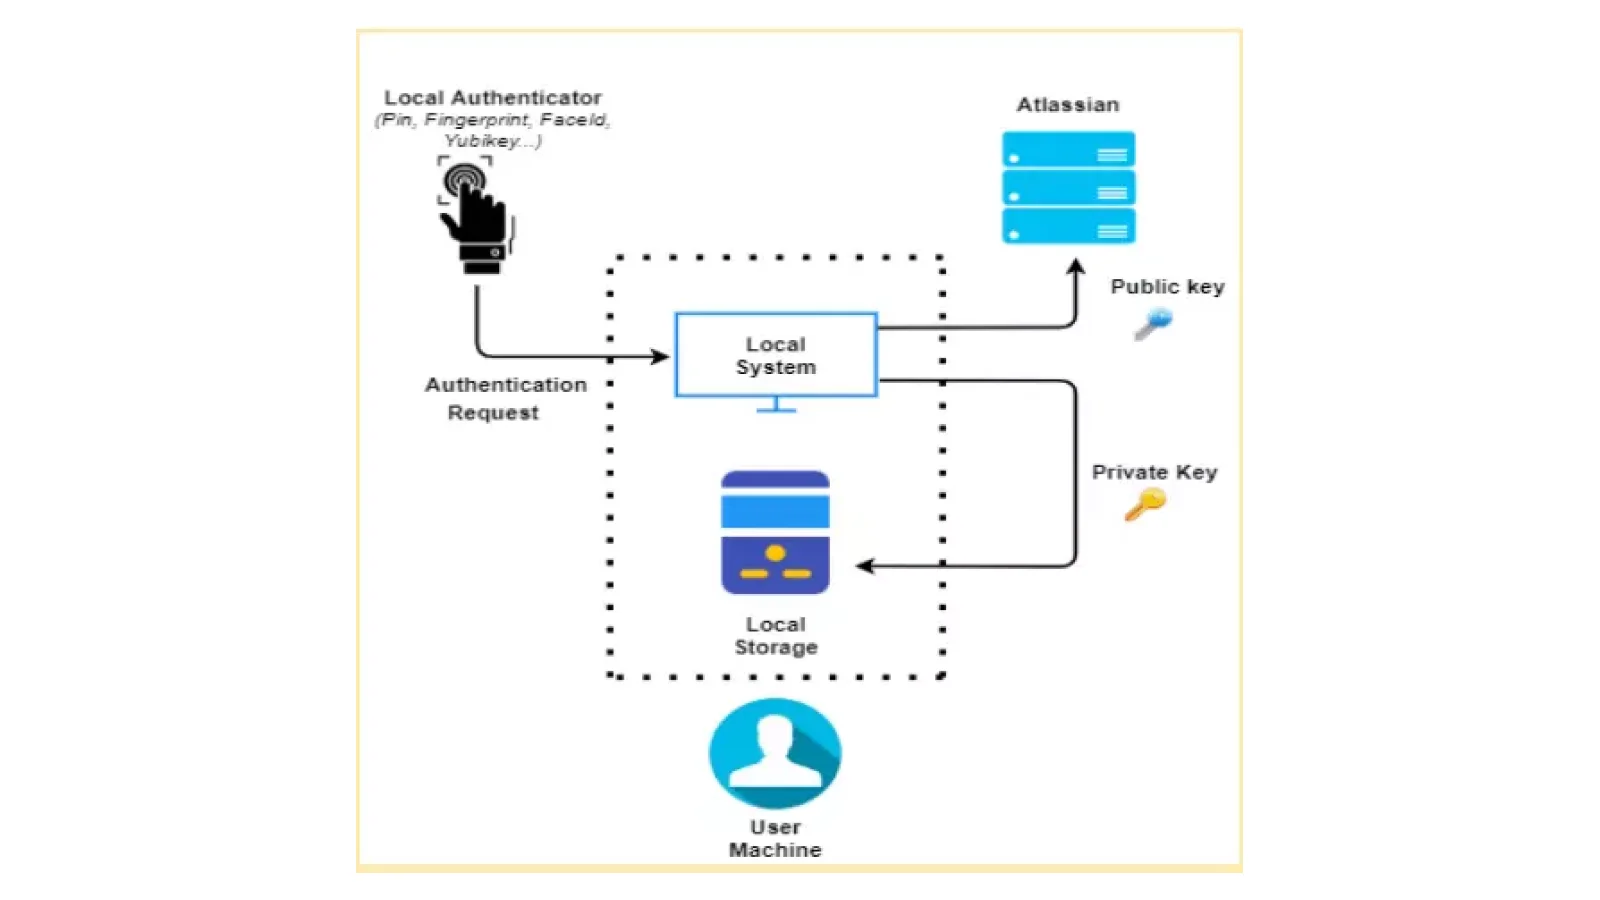 Local Authenticator
(Pin, Fingerprint, FaceId,
Yubikey...)
Atlassian
Public key
Local
System
Authentication
Request
Private Key
Local
Storage
User
Machine